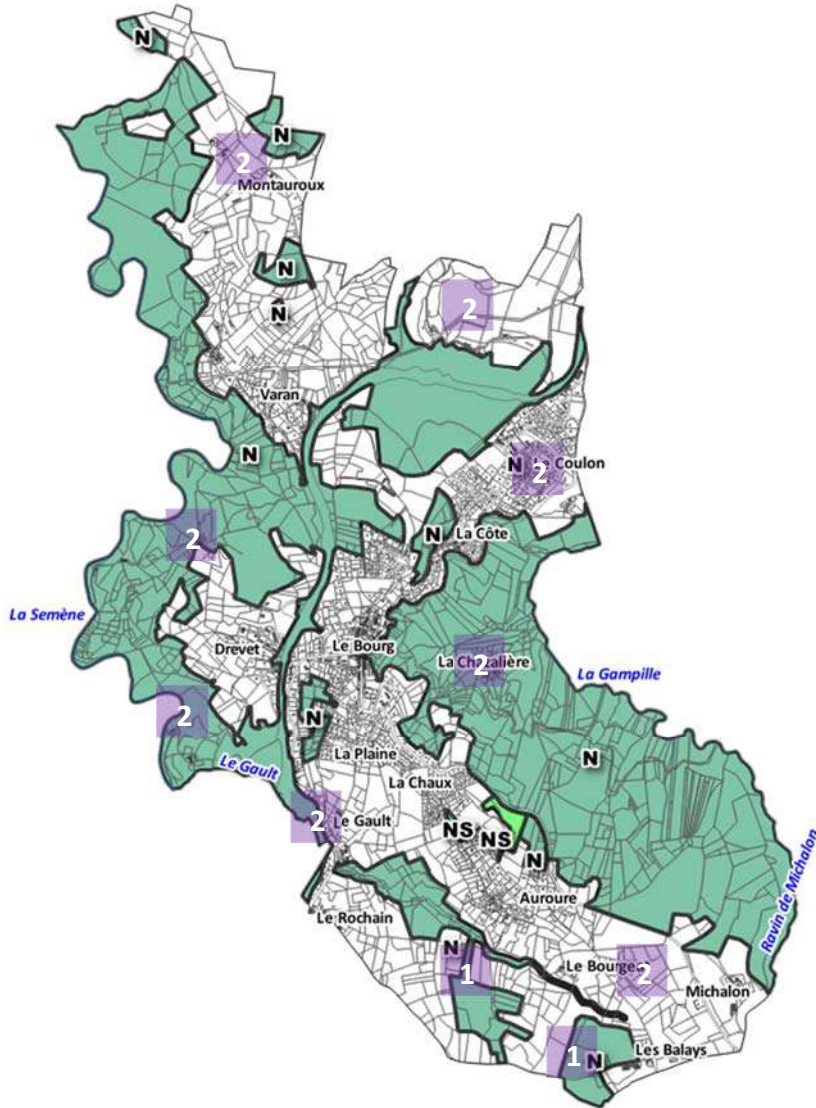 N
N
2
Montauroux
N
N
2
Varan
N
N
2
Le Coulon
N
La Côte
2
La Semène
Drevet
Le Bourg
2
La Chazalière
La Gampille
2
N
La Plaine
N
Le Gault
La Chaux
2
Le Gault
NS
NS
N
Auroure
Ravin de Michalon
Le Rochain
N
1
Le Bourgeat
2
Michalon
1
N
Les Balays